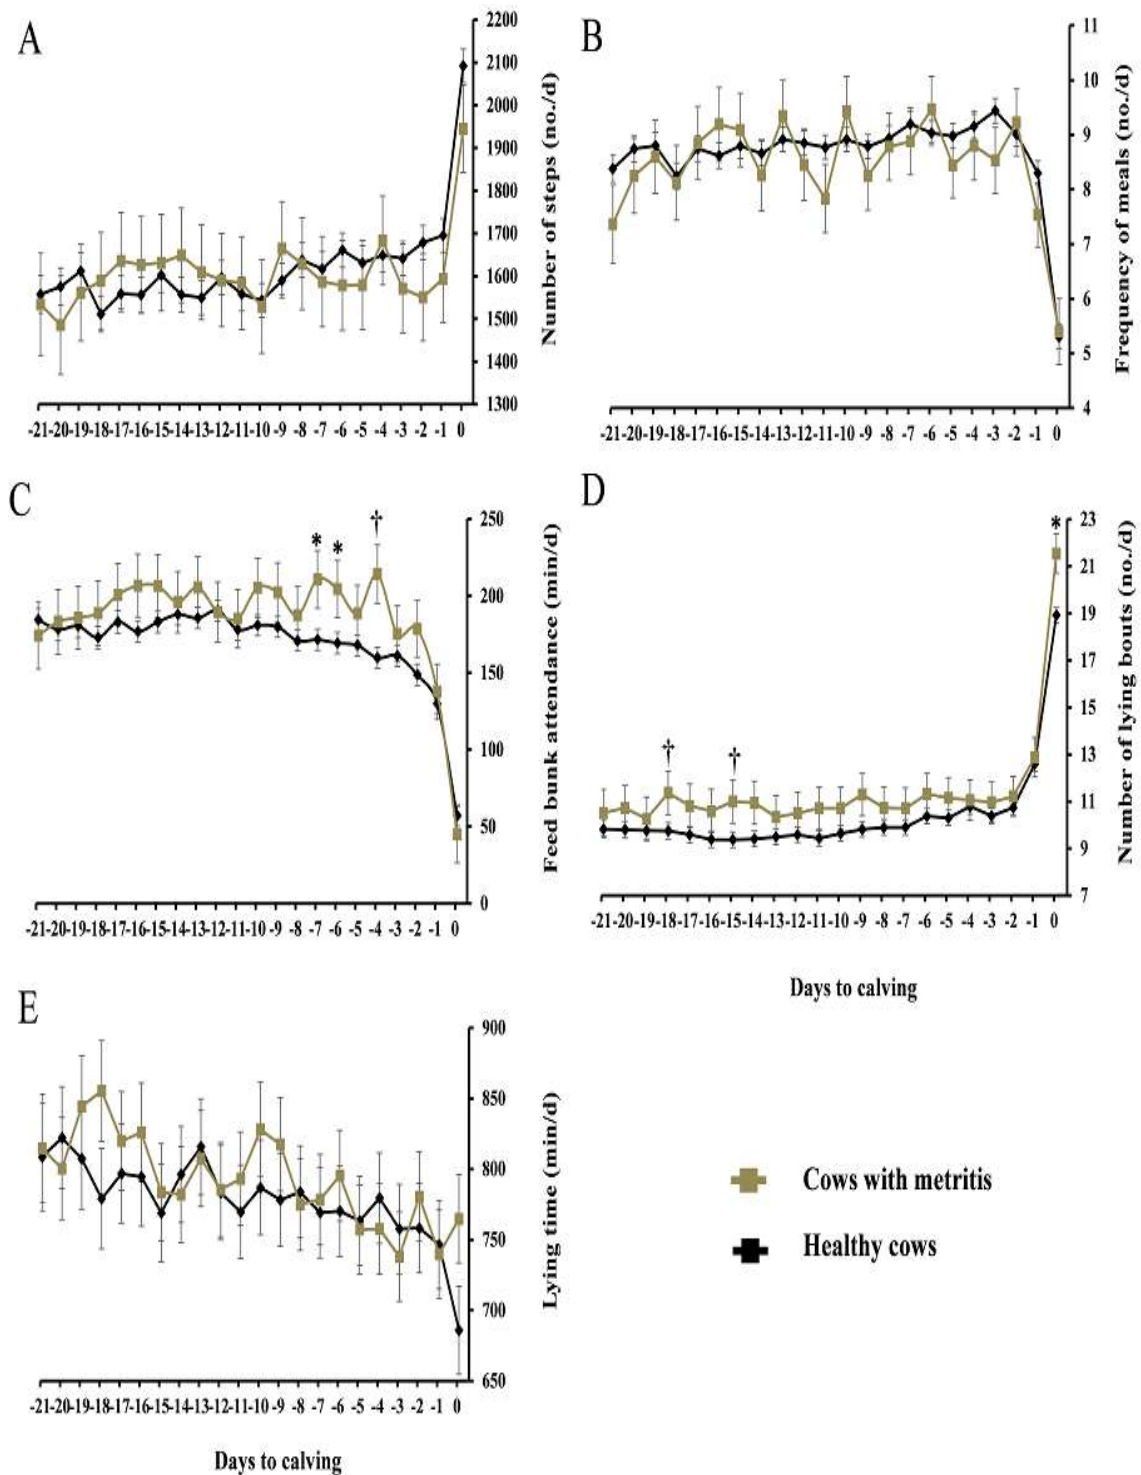 A
2200
2100
2000
1900
1800
1700
1600
1500
1400
1300
Number of steps (no./d)
-21-20-19-18-17-16-15-14-13-12-11-10 -9 -8 -7 -6 -5 -4 -3 -2 -1 0
B
11
10
9
8
7
6
5
4
Frequency of meals (no./d)
-21-20-19-18-17-16-15-14-13-12-11-10 -9 -8 -7 -6 -5 -4 -3 -2 -1 0
C
* * †
250
200
150
100
50
0
Feed bunk attendance (min/d)
-21-20-19-18-17-16-15-14-13-12-11-10 -9 -8 -7 -6 -5 -4 -3 -2 -1 0
D
† † *
23
21
19
17
15
13
11
9
7
Number of lying bouts (no./d)
-21-20-19-18-17-16-15-14-13-12-11-10 -9 -8 -7 -6 -5 -4 -3 -2 -1 0
Days to calving
E
900
850
800
750
700
650
Lying time (min/d)
-21-20-19-18-17-16-15-14-13-12-11-10 -9 -8 -7 -6 -5 -4 -3 -2 -1 0
Days to calving
Cows with metritis
Healthy cows